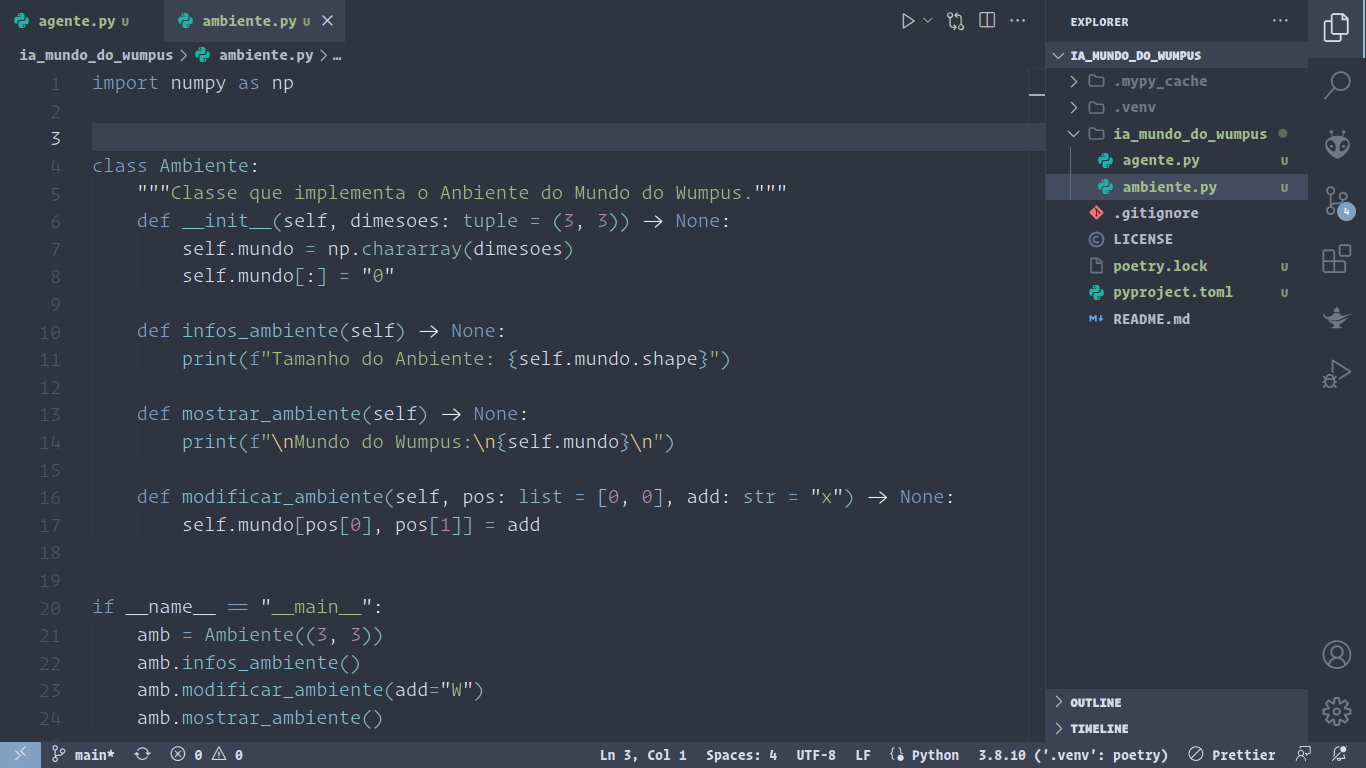 agente.py U
ambiente.py U
ia_mundo_do_wumpus > ambiente.py > …
1 import numpy as np
2
3
4 class Ambiente:
5 """Classe que implementa o Anbiente do Mundo do Wumpus."""
6 def __init__(self, dimesoes: tuple = (3, 3)) -> None:
7 self.mundo = np.chararray(dimesoes)
8 self.mundo[:] = "0"
9
10 def infos_ambiente(self) -> None:
11 print(f"Tamanho do Anbiente: {self.mundo.shape}")
12
13 def mostrar_ambiente(self) -> None:
14 print(f"\nMundo do Wumpus:\n{self.mundo}\n")
15
16 def modificar_ambiente(self, pos: list = [0, 0], add: str = "x") -> None:
17 self.mundo[pos[0], pos[1]] = add
18
19
20 if __name__ == "__main__":
21 amb = Ambiente((3, 3))
22 amb.infos_ambiente()
23 amb.modificar_ambiente(add="W")
24 amb.mostrar_ambiente()
EXPLORER ...
IA_MUNDO_DO_WUMPUS
.mypy_cache
.venv
ia_mundo_do_wumpus
agente.py U
ambiente.py U
.gitignore
LICENSE
poetry.lock U
pyproject.toml U
README.md
OUTLINE
TIMELINE
4
main* 0 0 Ln 3, Col 1 Spaces: 4 UTF-8 LF Python 3.8.10 ('.venv': poetry) Prettier